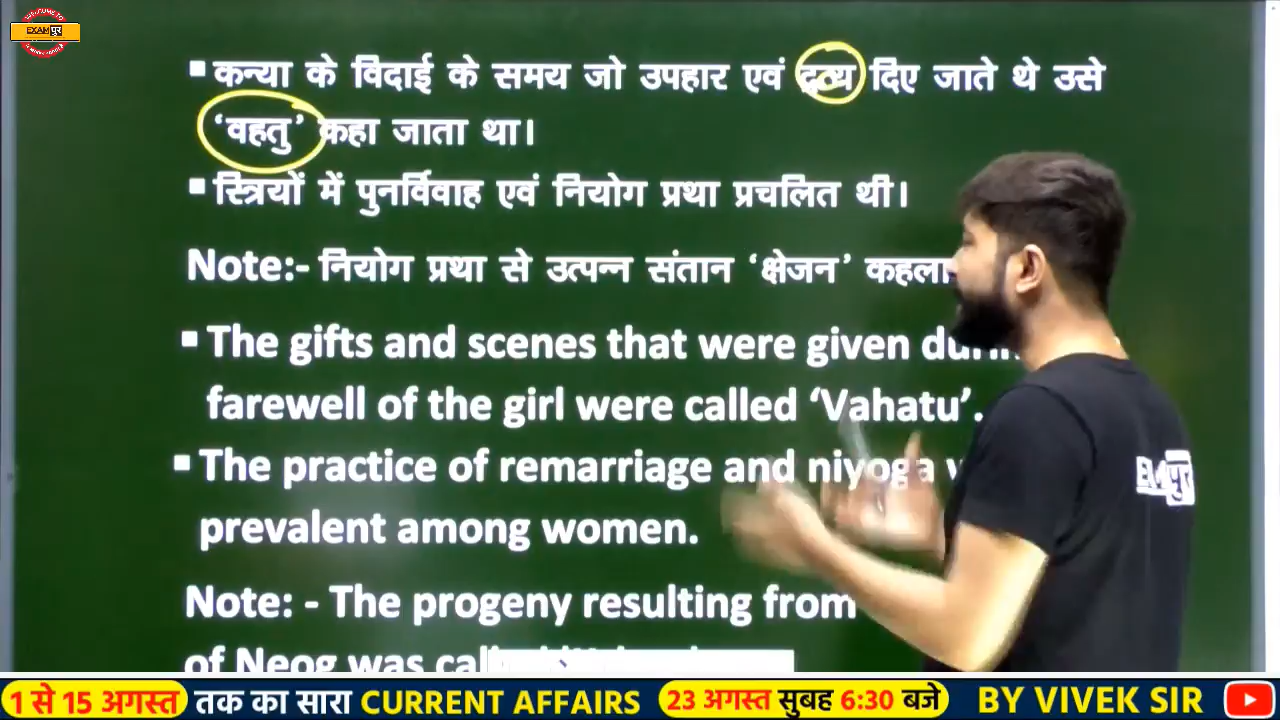 WELCOME TO
EXAM पुर
▪ कन्या के विदाई के समय जो उपहार एवं द्रव्य दिए जाते थे उसे
‘वहतु’ कहा जाता था।
▪ स्त्रियों में पुनर्विवाह एवं नियोग प्रथा प्रचलित थी।
Note:- नियोग प्रथा से उत्पन्न संतान ‘क्षेजन’
▪ The gifts and scenes that were given
farewell of the girl were called ‘Vahatu’.
▪ The practice of remarriage and niyoga
prevalent among women.
Note: - The progeny resulting from
of Neog was
पुर
1 से 15 अगस्त तक का सारा CURRENT AFFAIRS 23 अगस्त सुबह 6:30 बजे BY VIVEK SIR